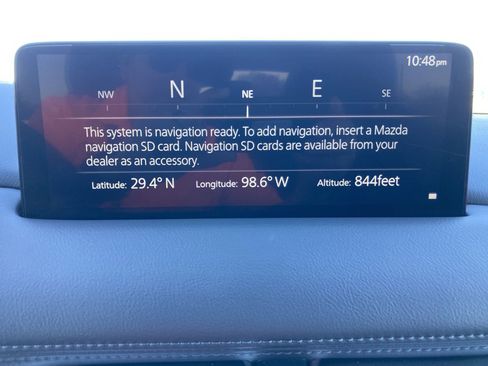 10:48pm
NW N NE E SE
This system is navigation ready. To add navigation, insert a Mazda
navigation SD card. Navigation SD cards are available from your
dealer as an accessory.
Latitude: 29.4° N Longitude: 98.6° W Altitude: 844feet